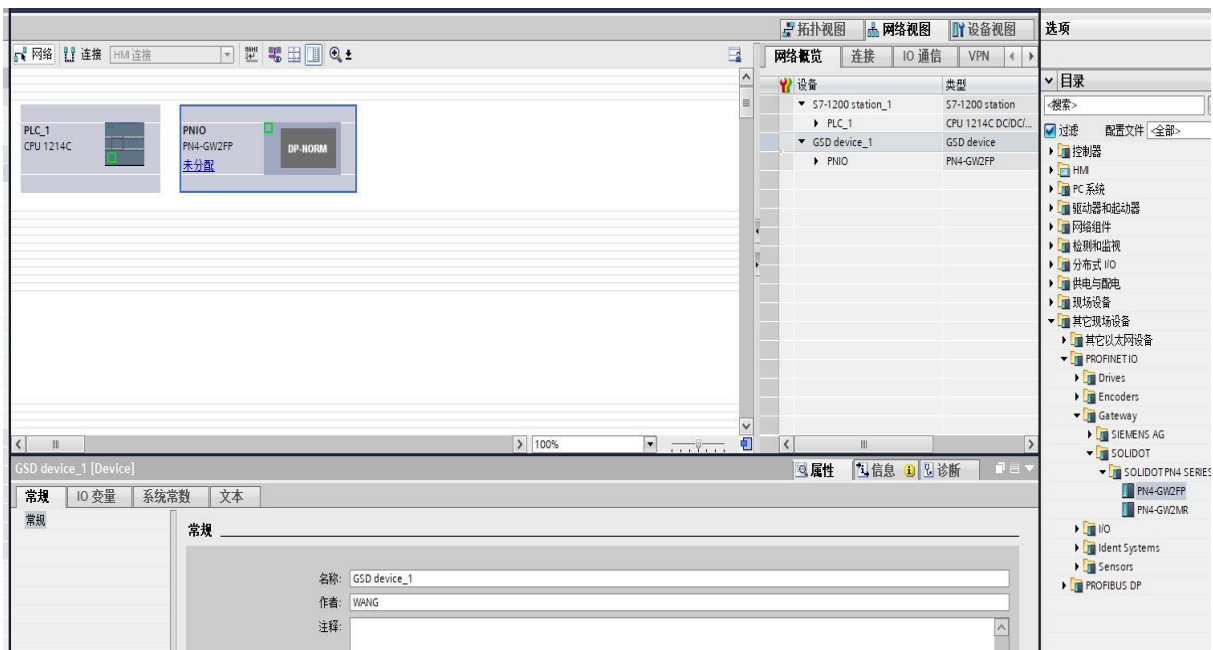 拓扑视图 网络视图 设备视图
网络 连接 HMI 连接
网络概览 连接 IO 通信 VPN
设备 类型
S7-1200 station_1 S7-1200 station
PLC_1 CPU 1214C DC/DC/...
GSD device_1 GSD device
PNIO PN4-GW2FP
PLC_1
CPU 1214C
PNIO
PN4-GW2FP
未分配
DP-NORM
100%
GSD device_1 [Device]
属性 信息 诊断
常规 IO 变量 系统常数 文本
常规
常规
名称: GSD device_1
作者: WANG
注释:
选项
目录
<搜索>
过滤 配置文件 <全部>
控制器
HMI
PC 系统
驱动器和起动器
网络组件
检测和监视
分布式 I/O
供电与配电
现场设备
其它现场设备
其它以太网设备
PROFINET IO
Drives
Encoders
Gateway
SIEMENS AG
SOLIDOT
SOLIDOT PN4 SERIES
PN4-GW2FP
PN4-GW2MR
I/O
Ident Systems
Sensors
PROFIBUS DP